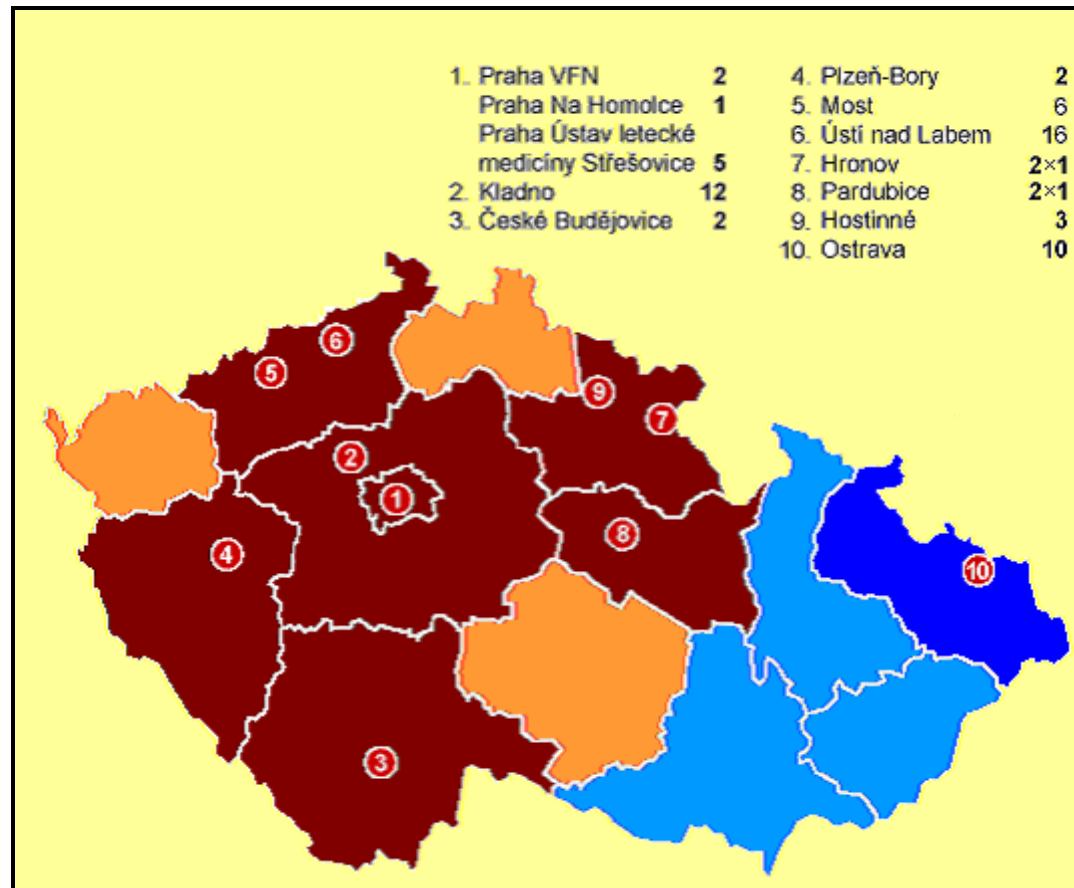 1. Praha VFN 2
Praha Na Homolce 1
Praha Ústav letecké
medicíny Střešovice 5
2. Kladno 12
3. České Budějovice 2
4. Plzeň-Bory 2
5. Most 6
6. Ústí nad Labem 16
7. Hronov 2×1
8. Pardubice 2×1
9. Hostinné 3
10. Ostrava 10
6
5
9
7
2
1
8
4
10
3